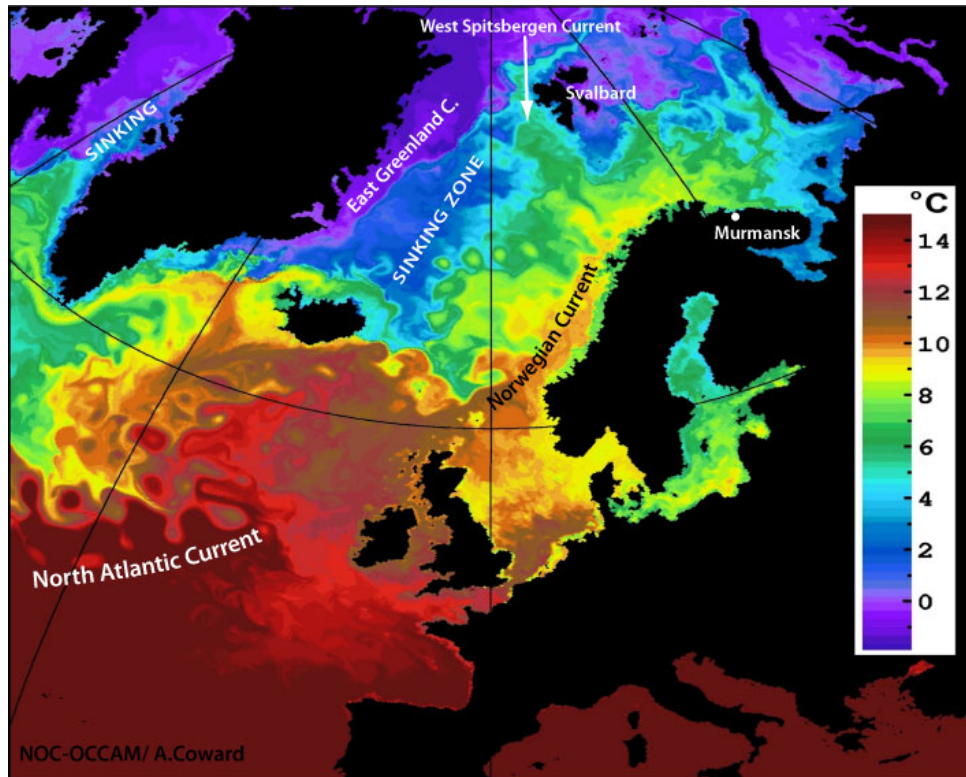 West Spitsbergen Current
Svalbard
SINKING
East Greenland C.
SINKING ZONE
°C
14
12
10
8
6
4
2
0
Murmansk
Norwegian Current
North Atlantic Current
NOC-OCCAM/ A.Coward